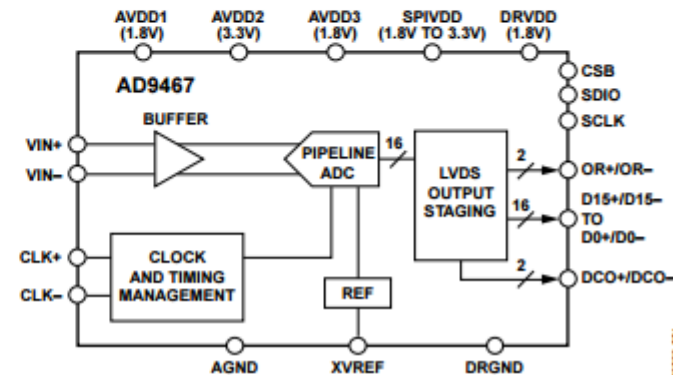 AVDD1 AVDD2 AVDD3 SPIVDD DRVDD
(1.8V) (3.3V) (1.8V) (1.8V TO 3.3V) (1.8V)
AD9467
CSB
SDIO
SCLK
BUFFER
VIN+
VIN–
PIPELINE
ADC
16
LVDS
OUTPUT
STAGING
2
OR+/OR–
16
D15+/D15–
TO
D0+/D0–
2
DCO+/DCO–
CLK+
CLK–
CLOCK
AND TIMING
MANAGEMENT
REF
AGND XVREF DRGND